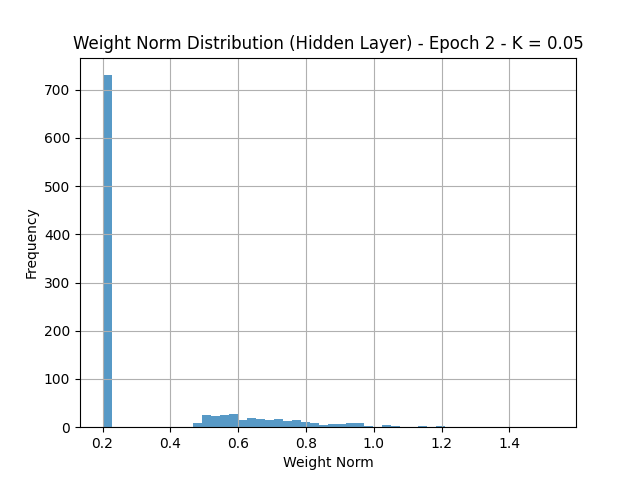 Weight Norm Distribution (Hidden Layer) - Epoch 2 - K = 0.05
700
600
500
400
300
200
100
0
Frequency
0.2 0.4 0.6 0.8 1.0 1.2 1.4
Weight Norm